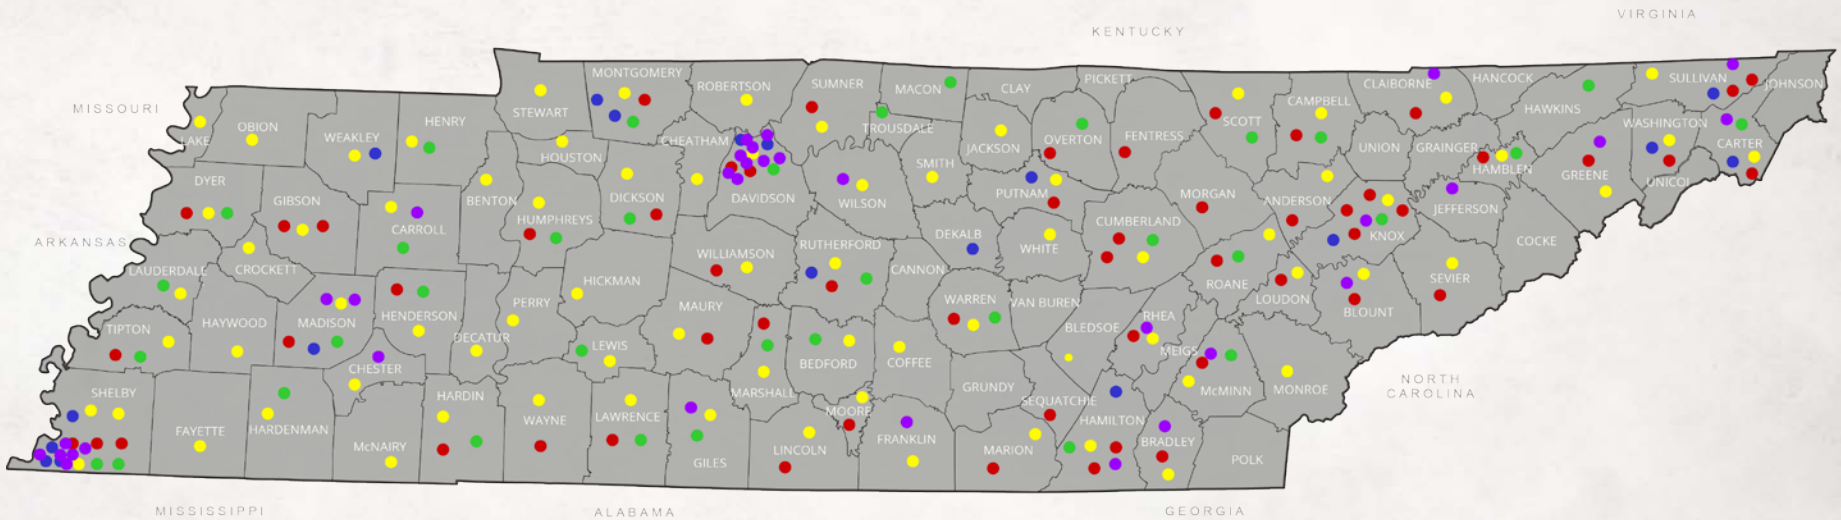 VIRGINIA
KENTUCKY
MISSOURI
ARKANSAS
MISSISSIPPI
ALABAMA
GEORGIA
NORTH
CAROLINA
LAKE
OBION
WEAKLEY
HENRY
STEWART
MONTGOMERY
ROBERTSON
SUMNER
MACON
CLAY
PICKETT
SCOTT
CAMPBELL
CLAIBORNE
HANCOCK
HAWKINS
SULLIVAN
JOHNSON
DYER
GIBSON
CARROLL
BENTON
HOUSTON
HUMPHREYS
DICKSON
CHEATHAM
DAVIDSON
WILSON
TROUSDALE
SMITH
JACKSON
OVERTON
FENTRESS
PUTNAM
MORGAN
ANDERSON
UNION
GRAINGER
HAMBLEN
GREENE
WASHINGTON
UNICOI
CARTER
LAUDERDALE
CROCKETT
HAYWOOD
MADISON
HENDERSON
DECATUR
PERRY
HICKMAN
WILLIAMSON
RUTHERFORD
CANNON
DEKALB
WHITE
CUMBERLAND
ROANE
LOUDON
KNOX
JEFFERSON
COCKE
SEVIER
BLOUNT
TIPTON
CHESTER
LEWIS
MAURY
MARSHALL
BEDFORD
COFFEE
WARREN
VAN BUREN
BLEDSOE
RHEA
MEIGS
McMINN
MONROE
SHELBY
FAYETTE
HARDENMAN
McNAIRY
HARDIN
WAYNE
LAWRENCE
GILES
LINCOLN
MOORE
FRANKLIN
GRUNDY
SEQUATCHIE
MARION
HAMILTON
BRADLEY
POLK